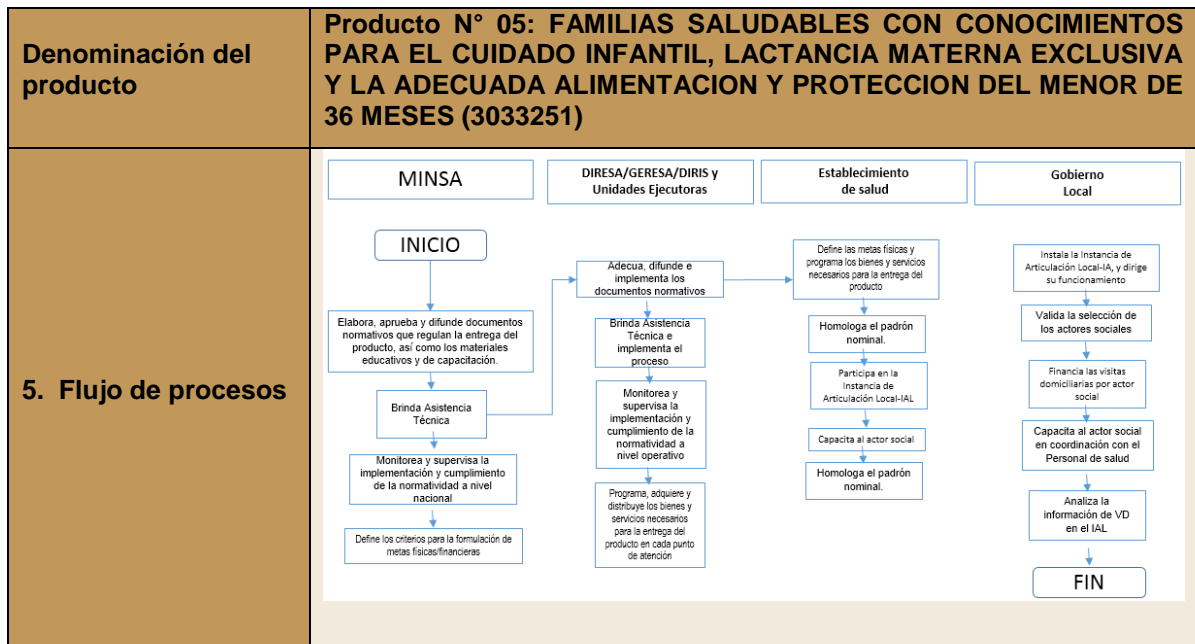 Denominación del
producto
Producto N° 05: FAMILIAS SALUDABLES CON CONOCIMIENTOS
PARA EL CUIDADO INFANTIL, LACTANCIA MATERNA EXCLUSIVA
Y LA ADECUADA ALIMENTACION Y PROTECCION DEL MENOR DE
36 MESES (3033251)
5. Flujo de procesos
MINSA
INICIO
Elabora, aprueba y difunde documentos
normativos que regulan la entrega del
producto, así como los materiales
educativos y de capacitación.
Brinda Asistencia
Técnica
Monitorea y supervisa la
implementación y cumplimiento
de la normatividad a nivel
nacional
Define los criterios para la formulación de
metas físicas/financieras
DIRESA/GERESA/DIRIS y
Unidades Ejecutoras
Adecua, difunde e
implementa los
documentos normativos
Brinda Asistencia
Técnica e
implementa el
proceso
Monitorea y
supervisa la
implementación y
cumplimiento de la
normatividad a
nivel operativo
Programa, adquiere y
distribuye los bienes y
servicios necesarios
para la entrega del
producto en cada punto
de atención
Establecimiento
de salud
Define las metas físicas y
programa los bienes y servicios
necesarios para la entrega del
producto
Homologa el padrón
nominal.
Participa en la
Instancia de
Articulación Local-IAL
Capacita al actor social
Homologa el padrón
nominal.
Gobierno
Local
Instala la Instancia de
Articulación Local-IA, y dirige
su funcionamiento
Valida la selección de
los actores sociales
Financia las visitas
domiciliarias por actor
social
Capacita al actor social
en coordinación con el
Personal de salud
Analiza la
información de VD
en el IAL
FIN